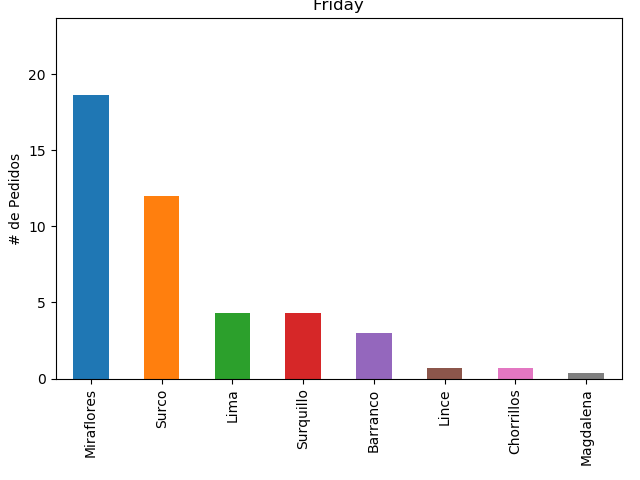 Friday
# de Pedidos
20
15
10
5
0
Miraflores
Surco
Lima
Surquillo
Barranco
Lince
Chorrillos
Magdalena